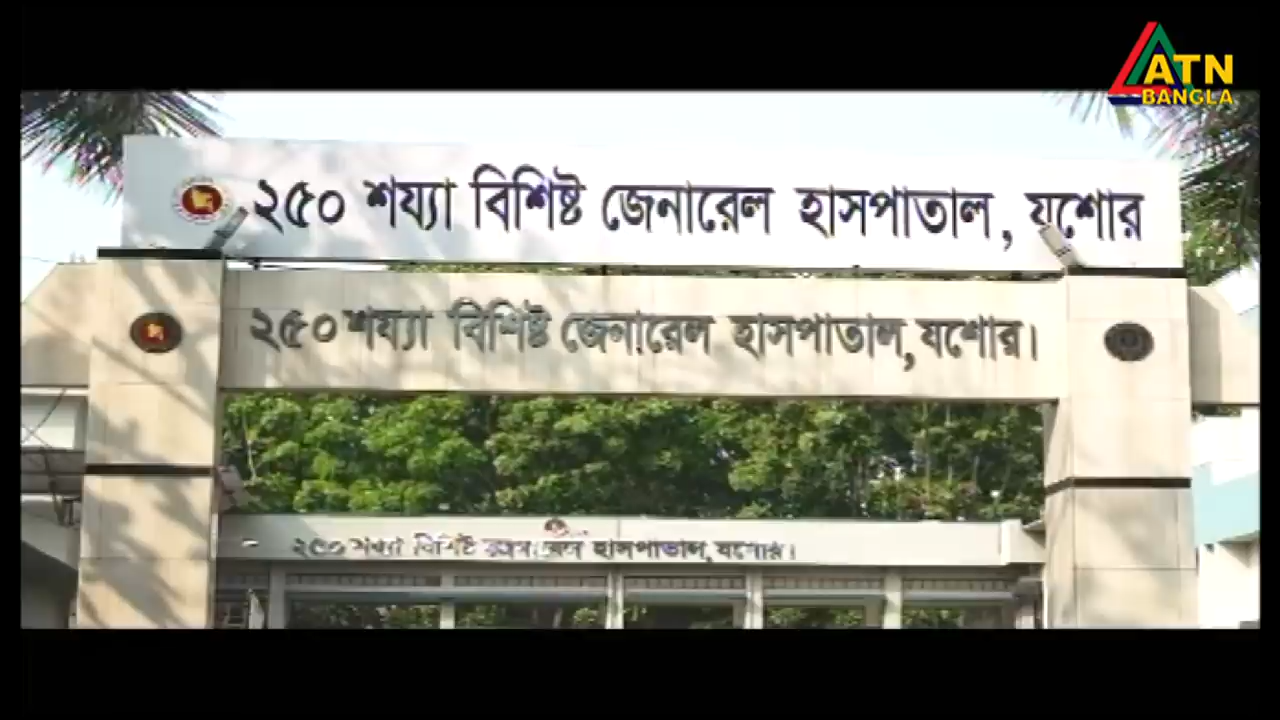 ATN
BANGLA
২৫০ শয্যা বিশিষ্ট জেনারেল হাসপাতাল, যশোর
২৫০ শয্যা বিশিষ্ট জেনারেল হাসপাতাল, যশোর।
২৫০ শয্যা বিশিষ্ট জেনারেল হাসপাতাল, যশোর।